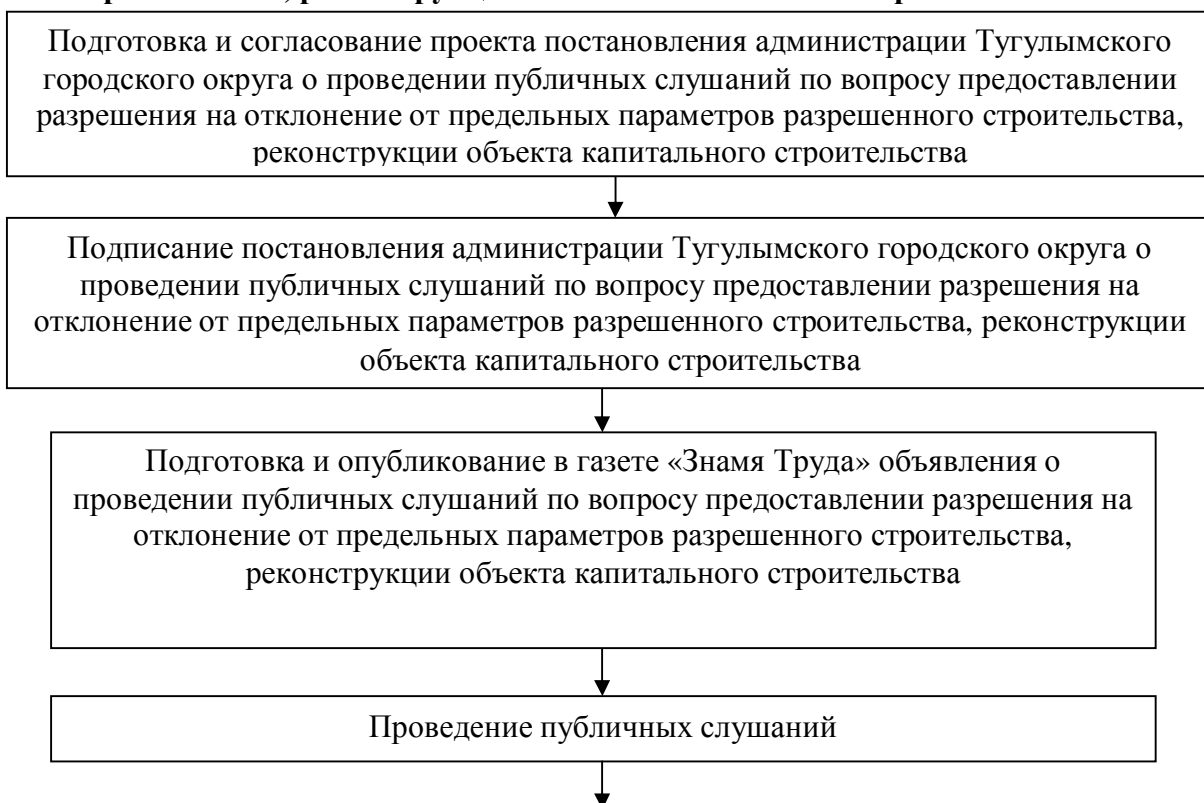 Подготовка и согласование проекта постановления администрации Тугулымского
городского округа о проведении публичных слушаний по вопросу предоставлении
разрешения на отклонение от предельных параметров разрешенного строительства,
реконструкции объекта капитального строительства
Подписание постановления администрации Тугулымского городского округа о
проведении публичных слушаний по вопросу предоставлении разрешения на
отклонение от предельных параметров разрешенного строительства, реконструкции
объекта капитального строительства
Подготовка и опубликование в газете «Знамя Труда» объявления о
проведении публичных слушаний по вопросу предоставлении разрешения на
отклонение от предельных параметров разрешенного строительства,
реконструкции объекта капитального строительства
Проведение публичных слушаний